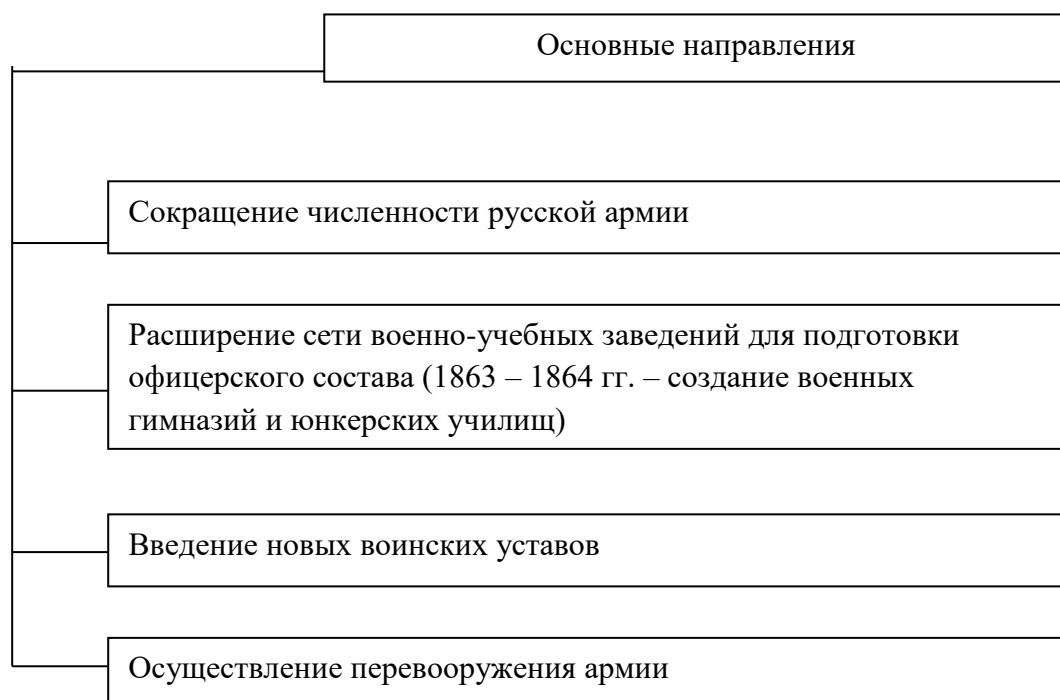 Основные направления
Сокращение численности русской армии
Расширение сети военно-учебных заведений для подготовки
офицерского состава (1863 – 1864 гг. – создание военных
гимназий и юнкерских училищ)
Введение новых воинских уставов
Осуществление перевооружения армии